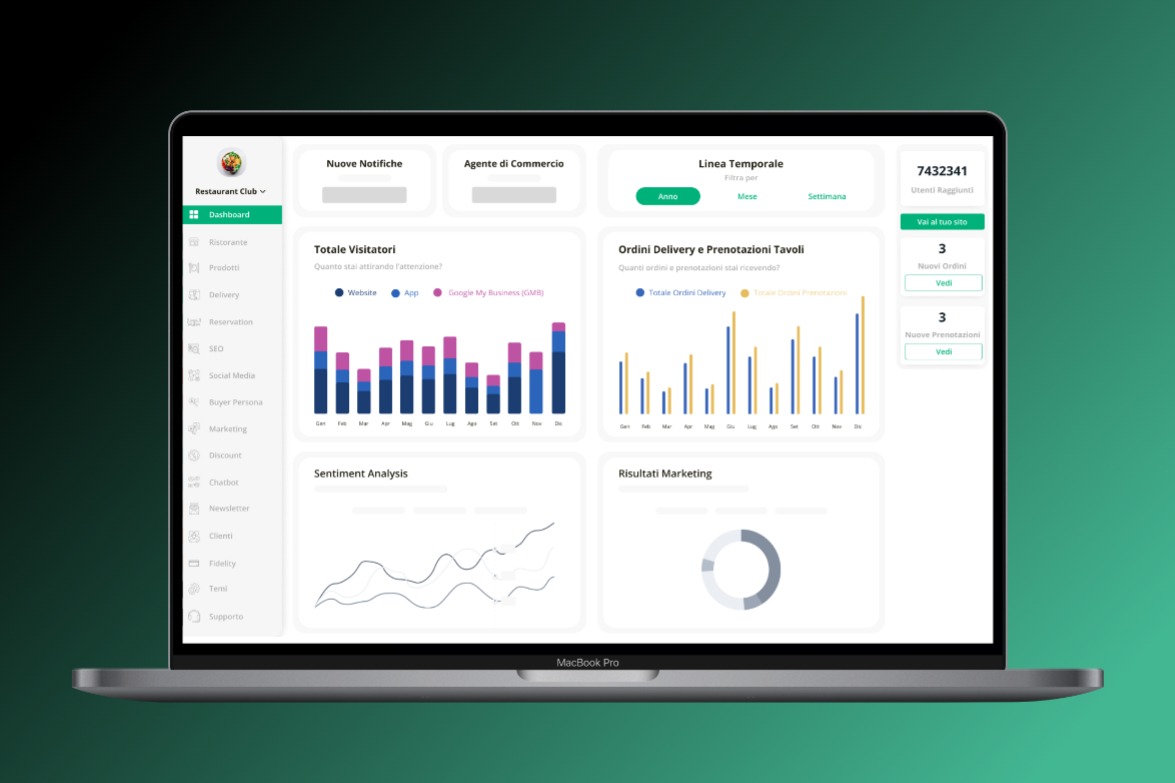 Restaurant Club
Dashboard
Ristorante
Prodotti
Delivery
Reservation
SEO
Social Media
Buyer Persona
Marketing
Discount
Chatbot
Newsletter
Clienti
Fidelity
Temi
Supporto
Nuove Notifiche
Agente di Commercio
Linea Temporale
Filtra per
Anno Mese Settimana
7432341
Utenti Raggiunti
Vai al tuo sito
3
Nuovi Ordini
Vedi
3
Nuove Prenotazioni
Vedi
Totale Visitatori
Quanto stai attirando l'attenzione?
Website App Google My Business (GMB)
Gen Feb Mar Apr Mag Giu Lug Ago Set Ott Nov Dic
Ordini Delivery e Prenotazioni Tavoli
Quanti ordini e prenotazioni stai ricevendo?
Totale Ordini Delivery Totale Ordini Prenotazioni
Gen Feb Mar Apr Mag Giu Lug Ago Set Ott Nov Dic
Sentiment Analysis
Risultati Marketing
MacBook Pro